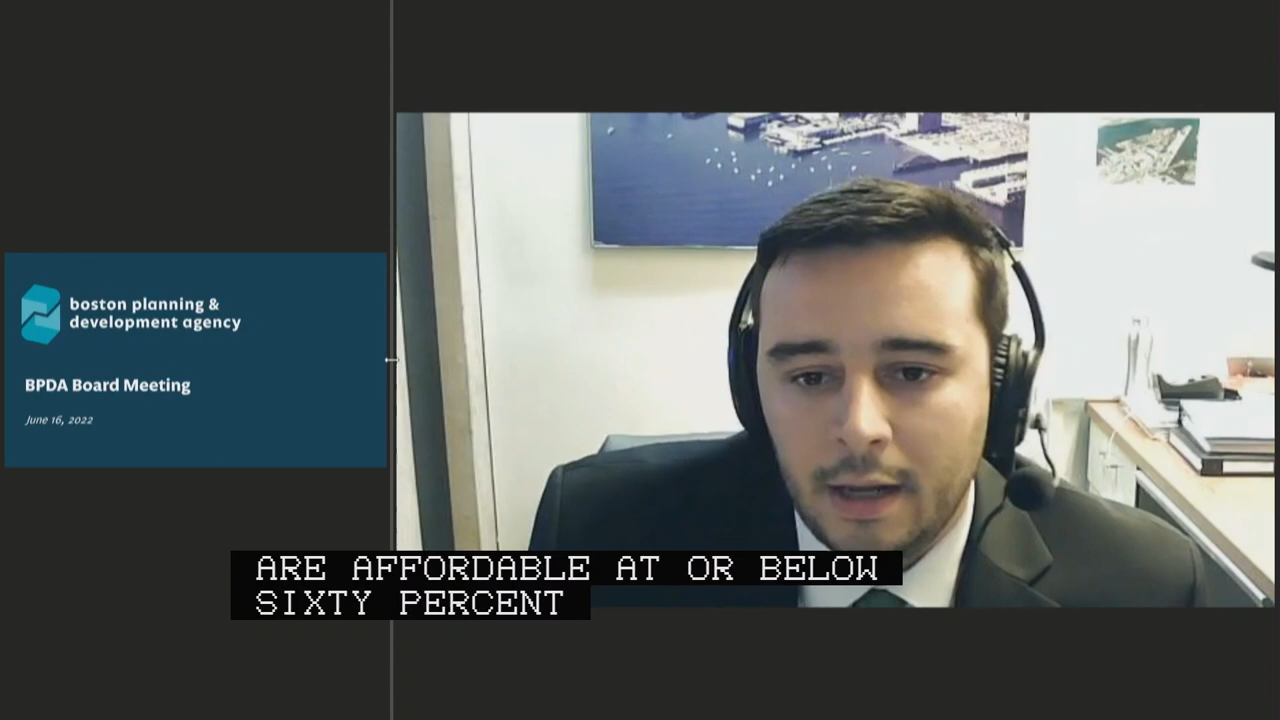 boston planning &
development agency
BPDA Board Meeting
June 16, 2022
ARE AFFORDABLE AT OR BELOW
SIXTY PERCENT